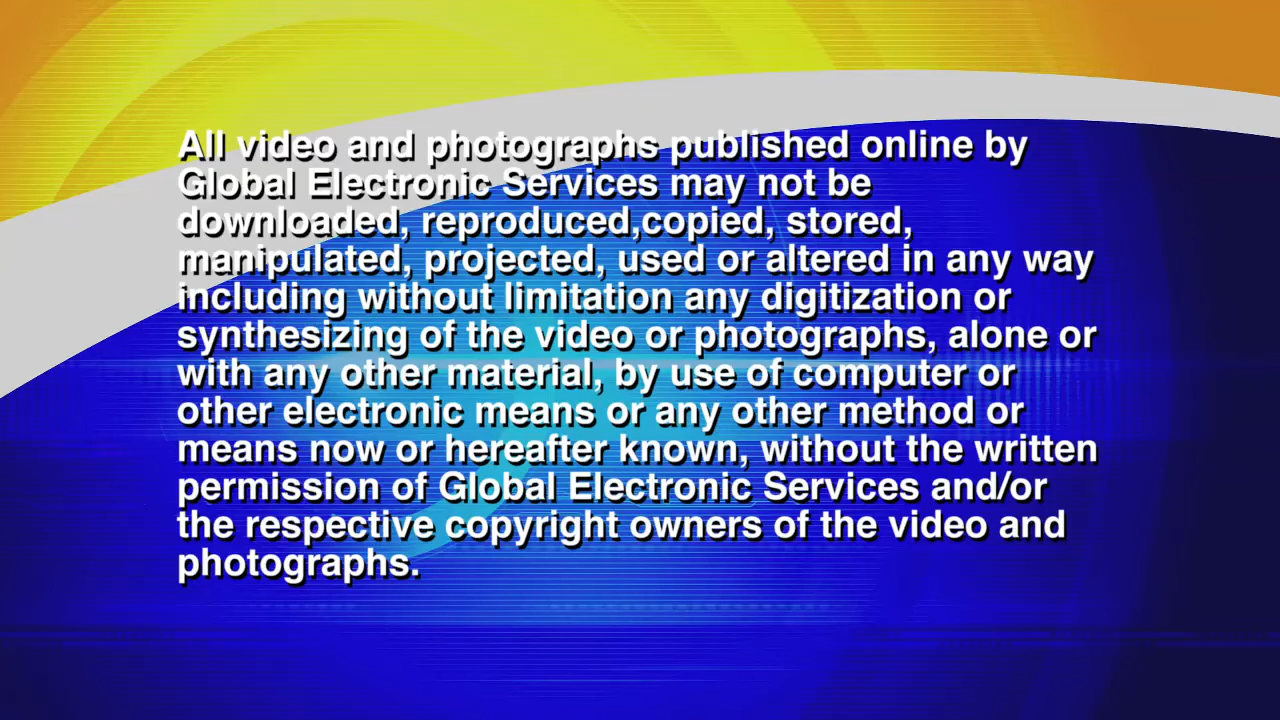 All video and photographs published online by
Global Electronic Services may not be
downloaded, reproduced,copied, stored,
manipulated, projected, used or altered in any way
including without limitation any digitization or
synthesizing of the video or photographs, alone or
with any other material, by use of computer or
other electronic means or any other method or
means now or hereafter known, without the written
permission of Global Electronic Services and/or
the respective copyright owners of the video and
photographs.